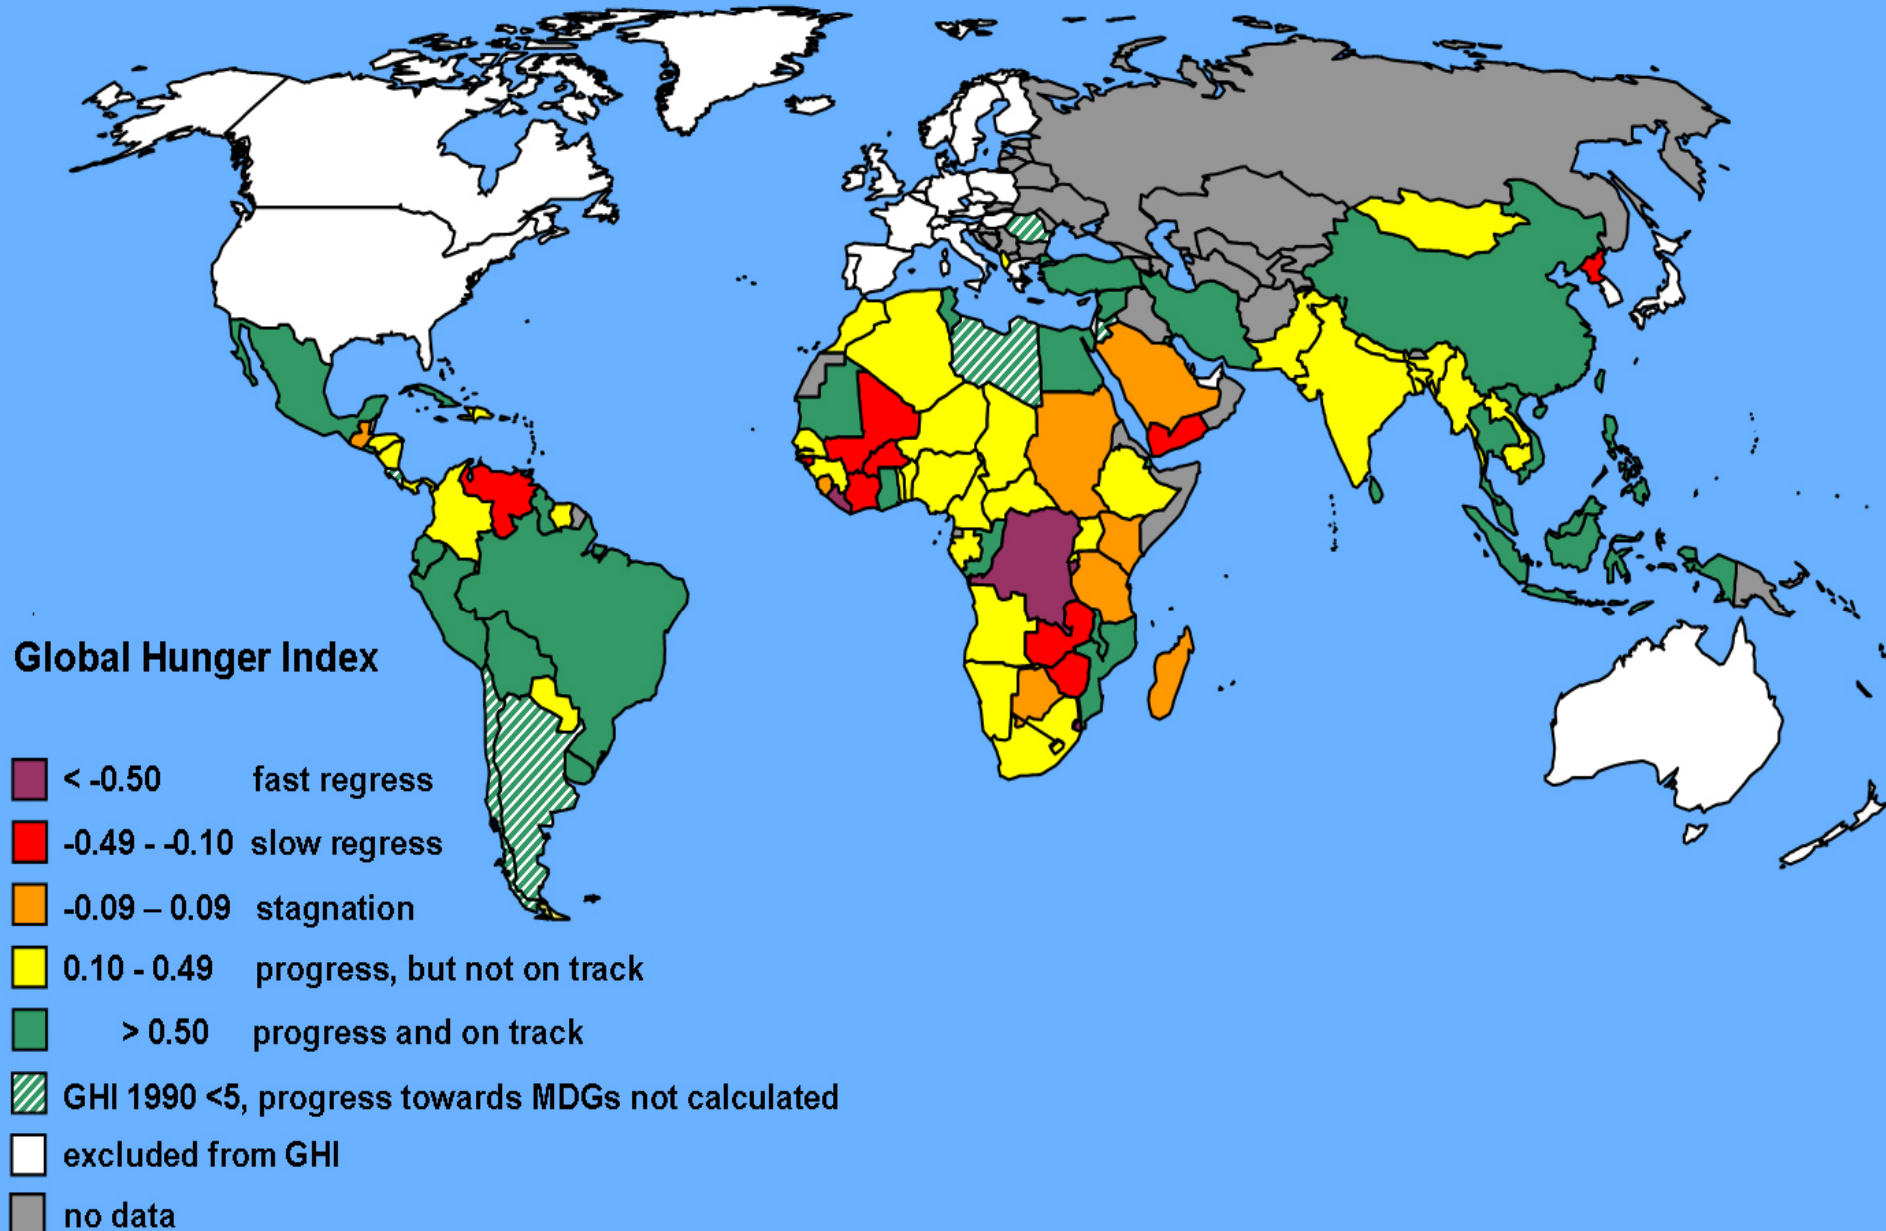 Global Hunger Index
< -0.50 fast regress
-0.49 - -0.10 slow regress
-0.09 – 0.09 stagnation
0.10 - 0.49 progress, but not on track
> 0.50 progress and on track
GHI 1990 <5, progress towards MDGs not calculated
excluded from GHI
no data